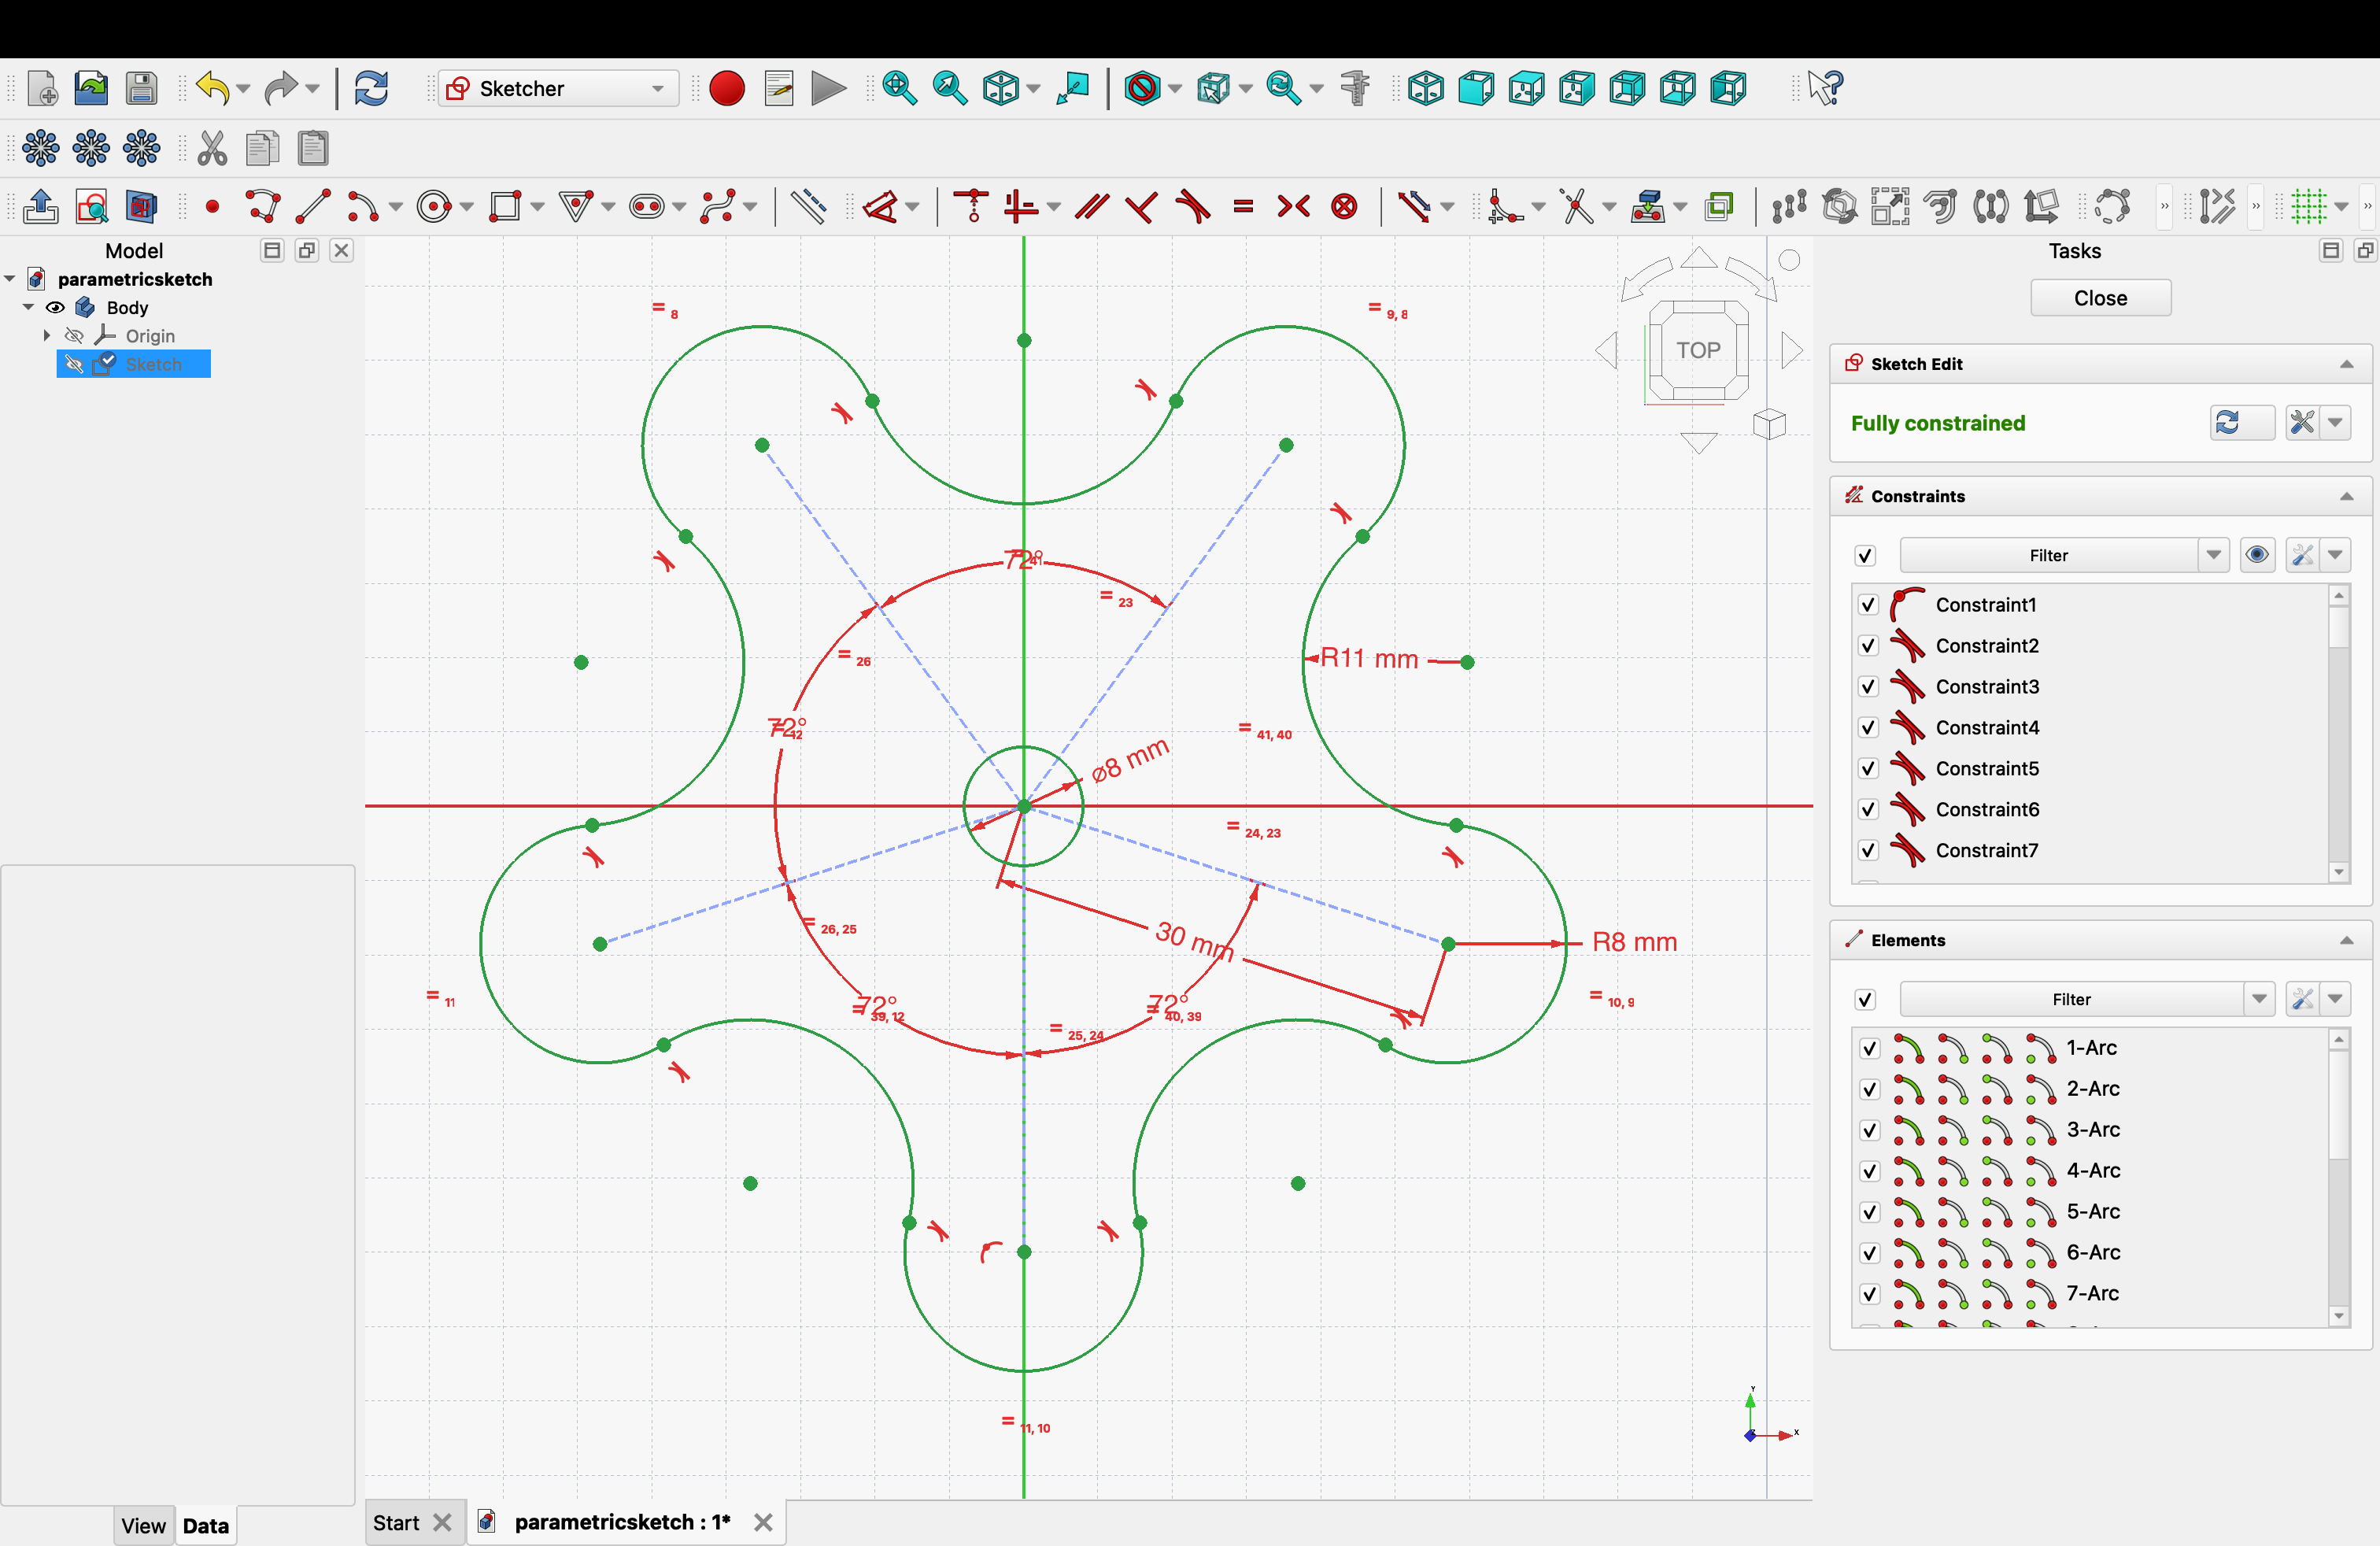 Sketcher
Model
parametricsketch
Body
Origin
Sketch
View
Data
Start
parametricsketch : 1*
= 8
= 9, 8
TOP
72°
= 41
= 23
= 26
R11 mm
72°
= 12
= 41, 40
⌀8 mm
= 24, 23
= 26, 25
30 mm
R8 mm
= 11
72°
= 39, 12
72°
= 40, 39
= 10, 9
= 25, 24
= 11, 10
Y
X
Tasks
Close
Sketch Edit
Fully constrained
Constraints
Filter
Constraint1
Constraint2
Constraint3
Constraint4
Constraint5
Constraint6
Constraint7
Elements
Filter
1-Arc
2-Arc
3-Arc
4-Arc
5-Arc
6-Arc
7-Arc